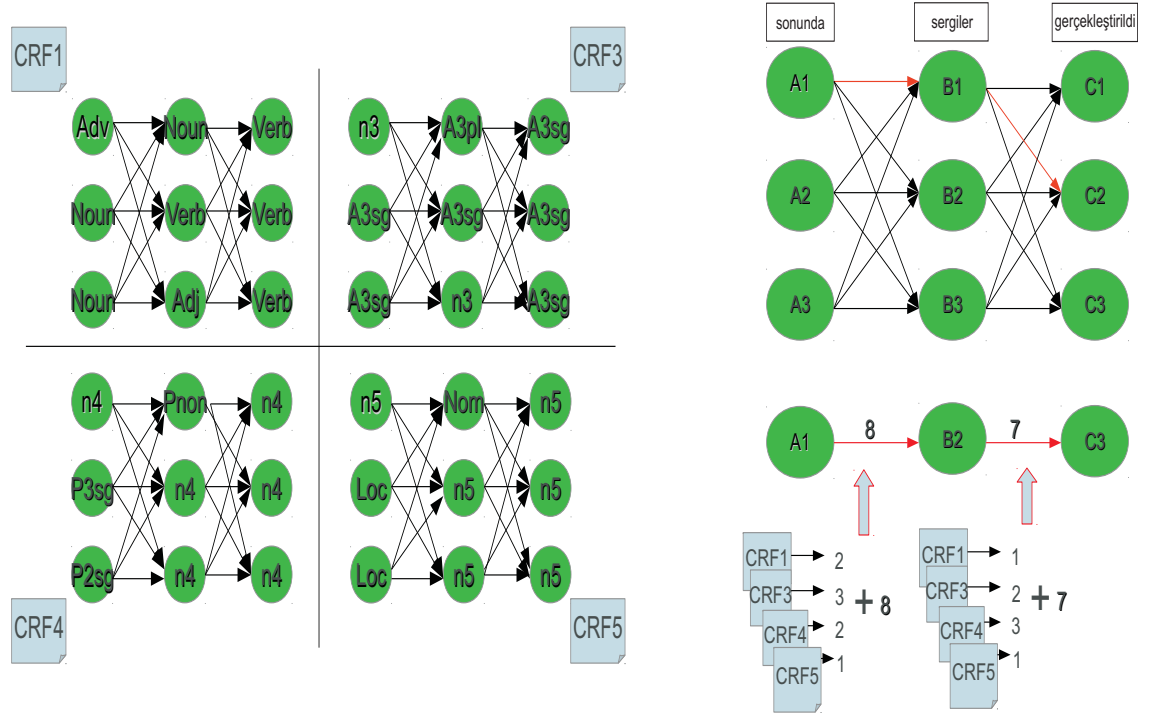 CRF1
CRF3
Adv Noun Verb
Noun Verb Verb
Noun Adj Verb
n3 A3pl A3sg
A3sg A3sg A3sg
A3sg n3 A3sg
n4 Pnon n4
P3sg n4 n4
P2sg n4 n4
n5 Nom n5
Loc n5 n5
Loc n5 n5
CRF4
CRF5
sonunda sergiler gerçekleştirildi
A1 B1 C1
A2 B2 C2
A3 B3 C3
A1 8 B2 7 C3
CRF1 2
CRF3 3
CRF4 2
CRF5 1
+ 8
CRF1 1
CRF3 2
CRF4 3
CRF5 1
+ 7